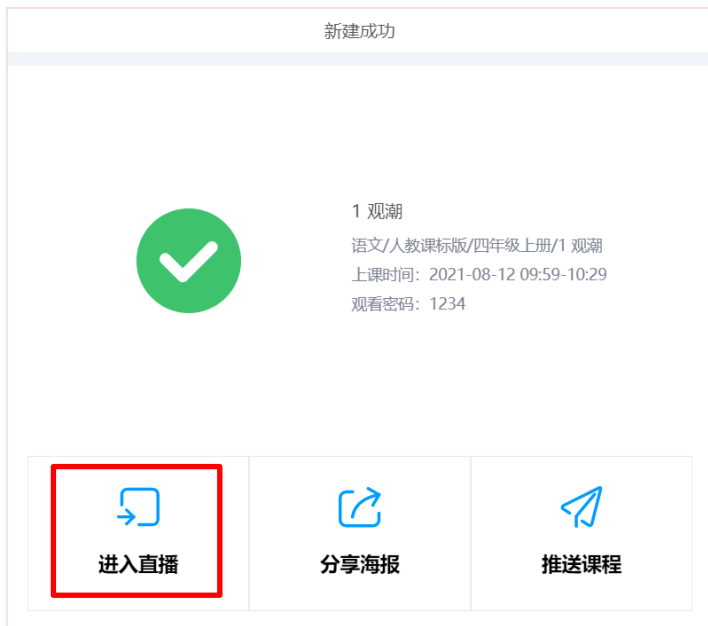 新建成功
1 观潮
语文/人教课标版/四年级上册/1 观潮
上课时间：2021-08-12 09:59-10:29
观看密码：1234
进入直播
分享海报
推送课程